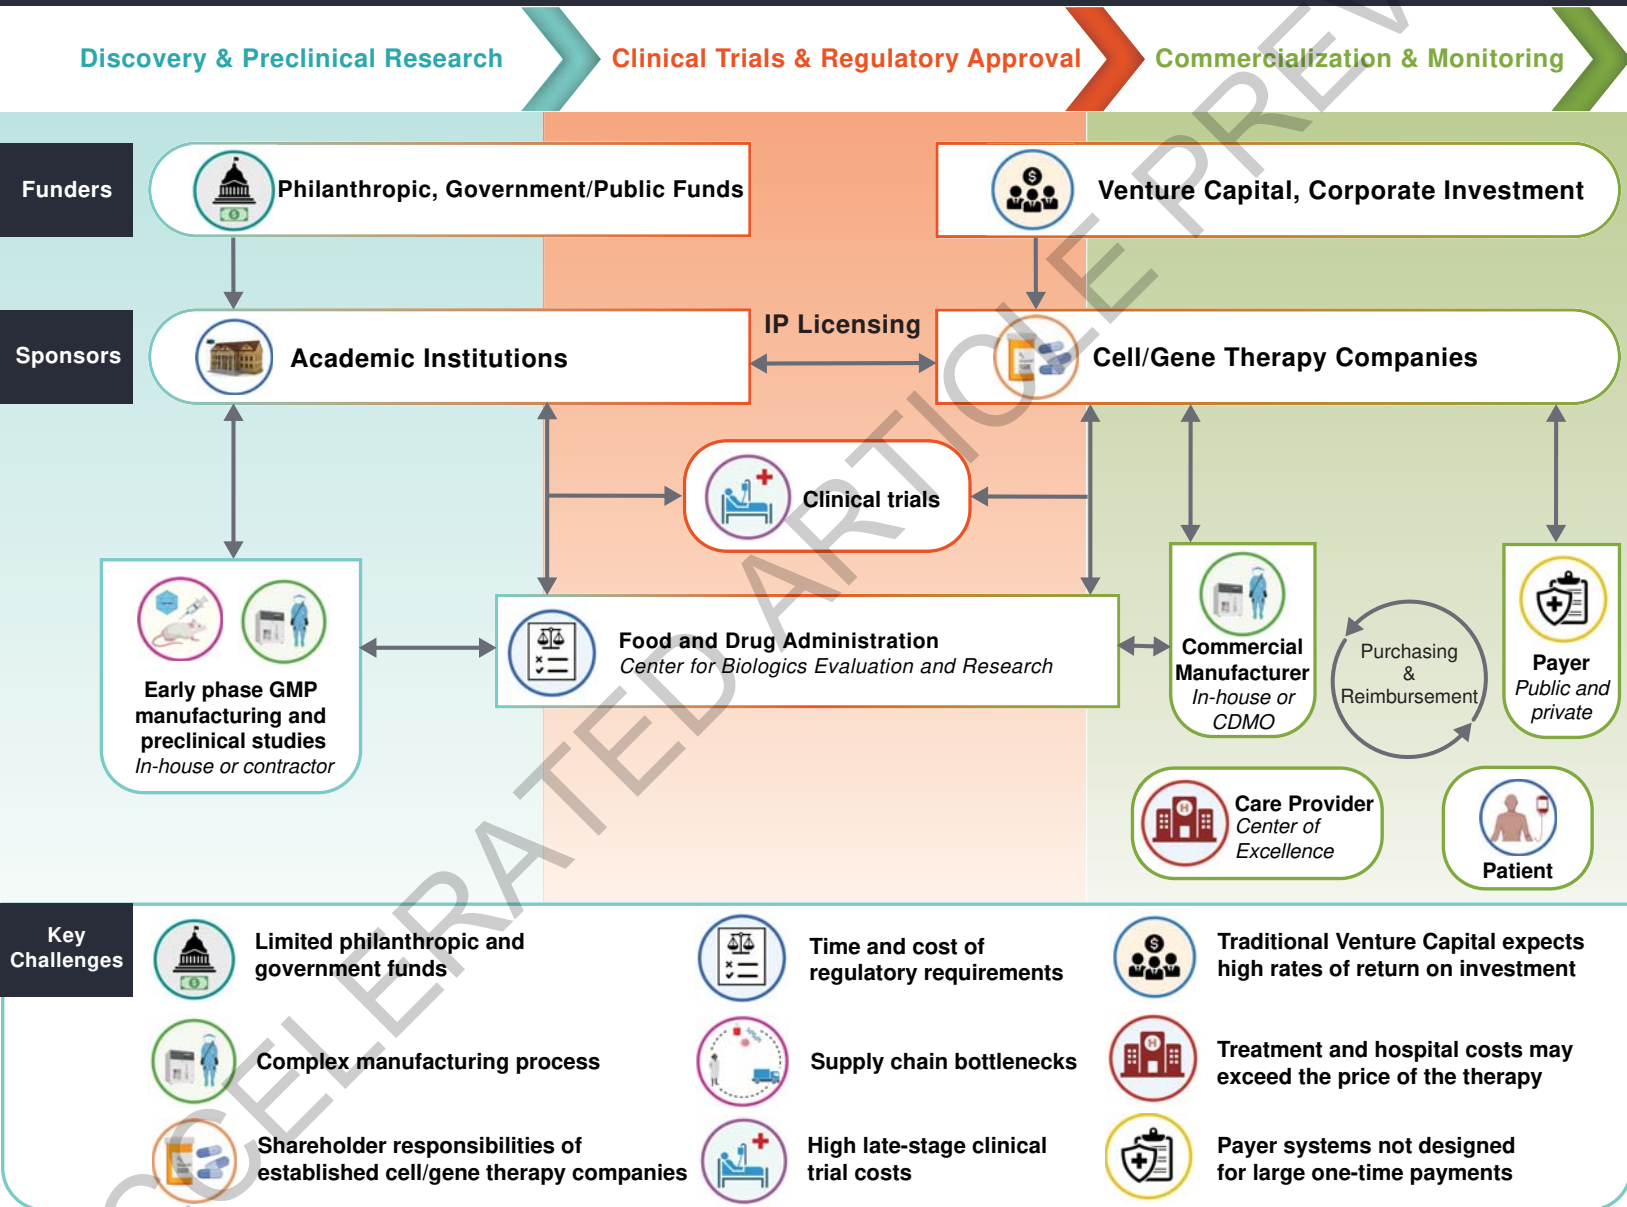 Discovery & Preclinical Research
Clinical Trials & Regulatory Approval
Commercialization & Monitoring
Funders
Philanthropic, Government/Public Funds
Venture Capital, Corporate Investment
Sponsors
Academic Institutions
IP Licensing
Cell/Gene Therapy Companies
Clinical trials
Early phase GMP
manufacturing and
preclinical studies
In-house or contractor
Food and Drug Administration
Center for Biologics Evaluation and Research
Commercial
Manufacturer
In-house or
CDMO
Purchasing
&
Reimbursement
Payer
Public and
private
Care Provider
Center of
Excellence
Patient
Key
Challenges
Limited philanthropic and
government funds
Time and cost of
regulatory requirements
Traditional Venture Capital expects
high rates of return on investment
Complex manufacturing process
Supply chain bottlenecks
Treatment and hospital costs may
exceed the price of the therapy
Shareholder responsibilities of
established cell/gene therapy companies
High late-stage clinical
trial costs
Payer systems not designed
for large one-time payments
CCELERATED ARTICLE PREV